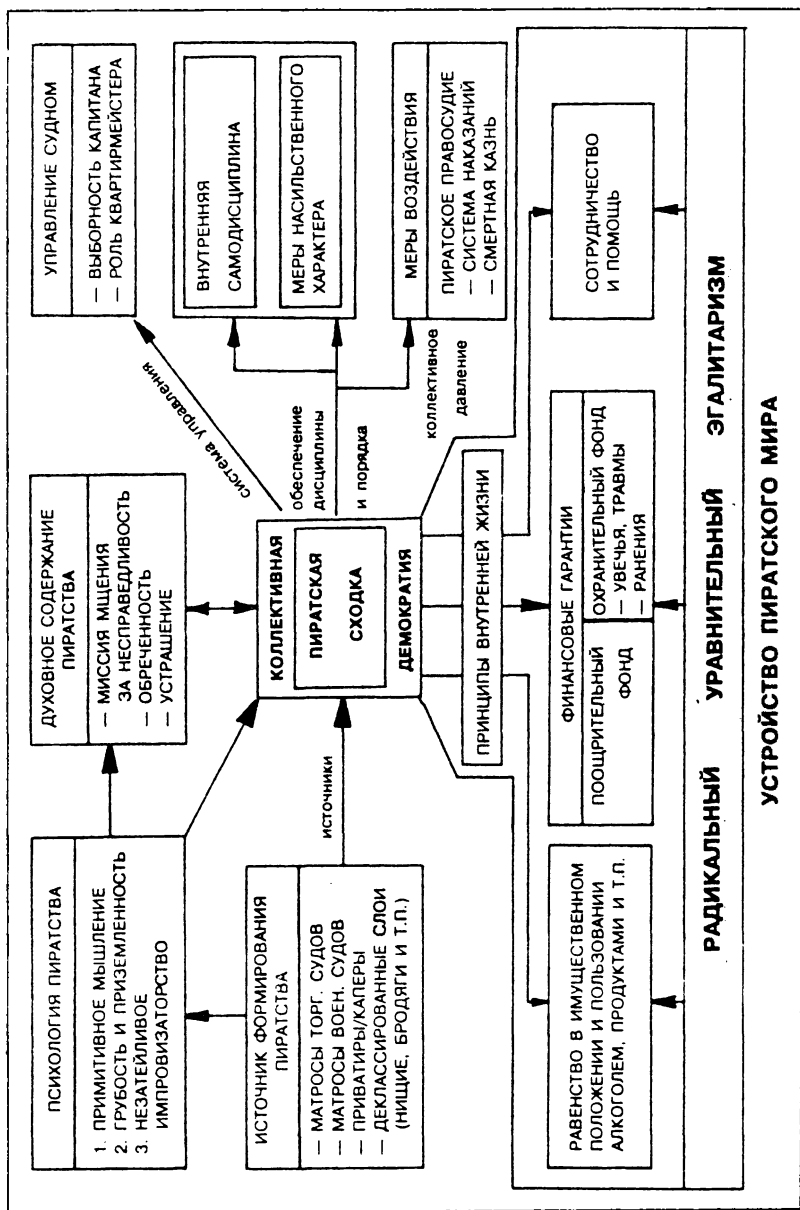 ПСИХОЛОГИЯ ПИРАТСТВА
1. ПРИМИТИВНОЕ МЫШЛЕНИЕ
2. ГРУБОСТЬ И ПРИЗЕМЛЕННОСТЬ
3. НЕЗАТЕЙЛИВОЕ
ИМПРОВИЗАТОРСТВО
ДУХОВНОЕ СОДЕРЖАНИЕ
ПИРАТСТВА
— МИССИЯ МЩЕНИЯ
ЗА НЕСПРАВЕДЛИВОСТЬ
— ОБРЕЧЕННОСТЬ
— УСТРАШЕНИЕ
УПРАВЛЕНИЕ СУДНОМ
— ВЫБОРНОСТЬ КАПИТАНА
— РОЛЬ КВАРТИРМЕЙСТЕРА
система управления
ИСТОЧНИК ФОРМИРОВАНИЯ
ПИРАТСТВА
— МАТРОСЫ ТОРГ. СУДОВ
— МАТРОСЫ ВОЕН. СУДОВ
— ПРИВАТИРЫ/КАПЕРЫ
— ДЕКЛАССИРОВАННЫЕ СЛОИ
(НИЩИЕ, БРОДЯГИ И Т.П.)
источники
КОЛЛЕКТИВНАЯ
ПИРАТСКАЯ
СХОДКА
ДЕМОКРАТИЯ
обеспечение
дисциплины
и порядка
ВНУТРЕННЯЯ
САМОДИСЦИПЛИНА
МЕРЫ НАСИЛЬСТВЕННОГО
ХАРАКТЕРА
коллективное
давление
МЕРЫ ВОЗДЕЙСТВИЯ
ПИРАТСКОЕ ПРАВОСУДИЕ
— СИСТЕМА НАКАЗАНИЙ
— СМЕРТНАЯ КАЗНЬ
ПРИНЦИПЫ ВНУТРЕННЕЙ ЖИЗНИ
РАВЕНСТВО В ИМУЩЕСТВЕННОМ
ПОЛОЖЕНИИ И ПОЛЬЗОВАНИИ
АЛКОГОЛЕМ, ПРОДУКТАМИ И Т.П.
ФИНАНСОВЫЕ ГАРАНТИИ
ПООЩРИТЕЛЬНЫЙ
ФОНД
ОХРАНИТЕЛЬНЫЙ ФОНД
— УВЕЧЬЯ, ТРАВМЫ
— РАНЕНИЯ
СОТРУДНИЧЕСТВО
И ПОМОЩЬ
РАДИКАЛЬНЫЙ УРАВНИТЕЛЬНЫЙ ЭГАЛИТАРИЗМ
УСТРОЙСТВО ПИРАТСКОГО МИРА